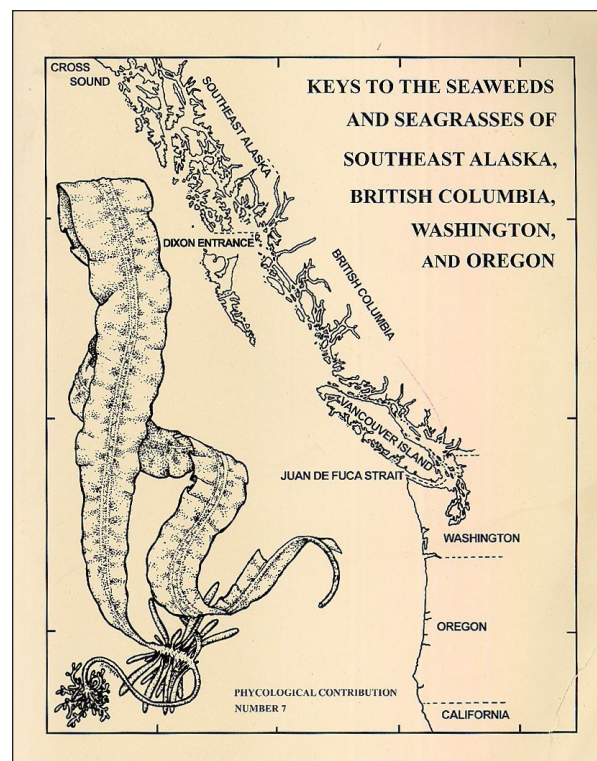 CROSS
SOUND
KEYS TO THE SEAWEEDS
AND SEAGRASSES OF
SOUTHEAST ALASKA,
BRITISH COLUMBIA,
WASHINGTON,
AND OREGON
SOUTHEAST ALASKA
DIXON ENTRANCE
BRITISH COLUMBIA
VANCOUVER ISLAND
JUAN DE FUCA STRAIT
WASHINGTON
OREGON
PHYCOLOGICAL CONTRIBUTION
NUMBER 7
CALIFORNIA